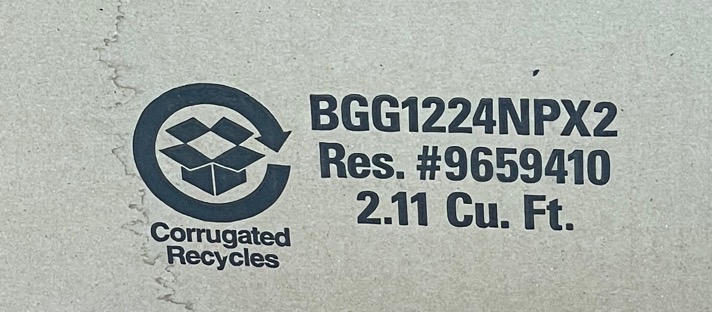 BGG1224NPX2
Res. #9659410
2.11 Cu. Ft.
Corrugated
Recycles